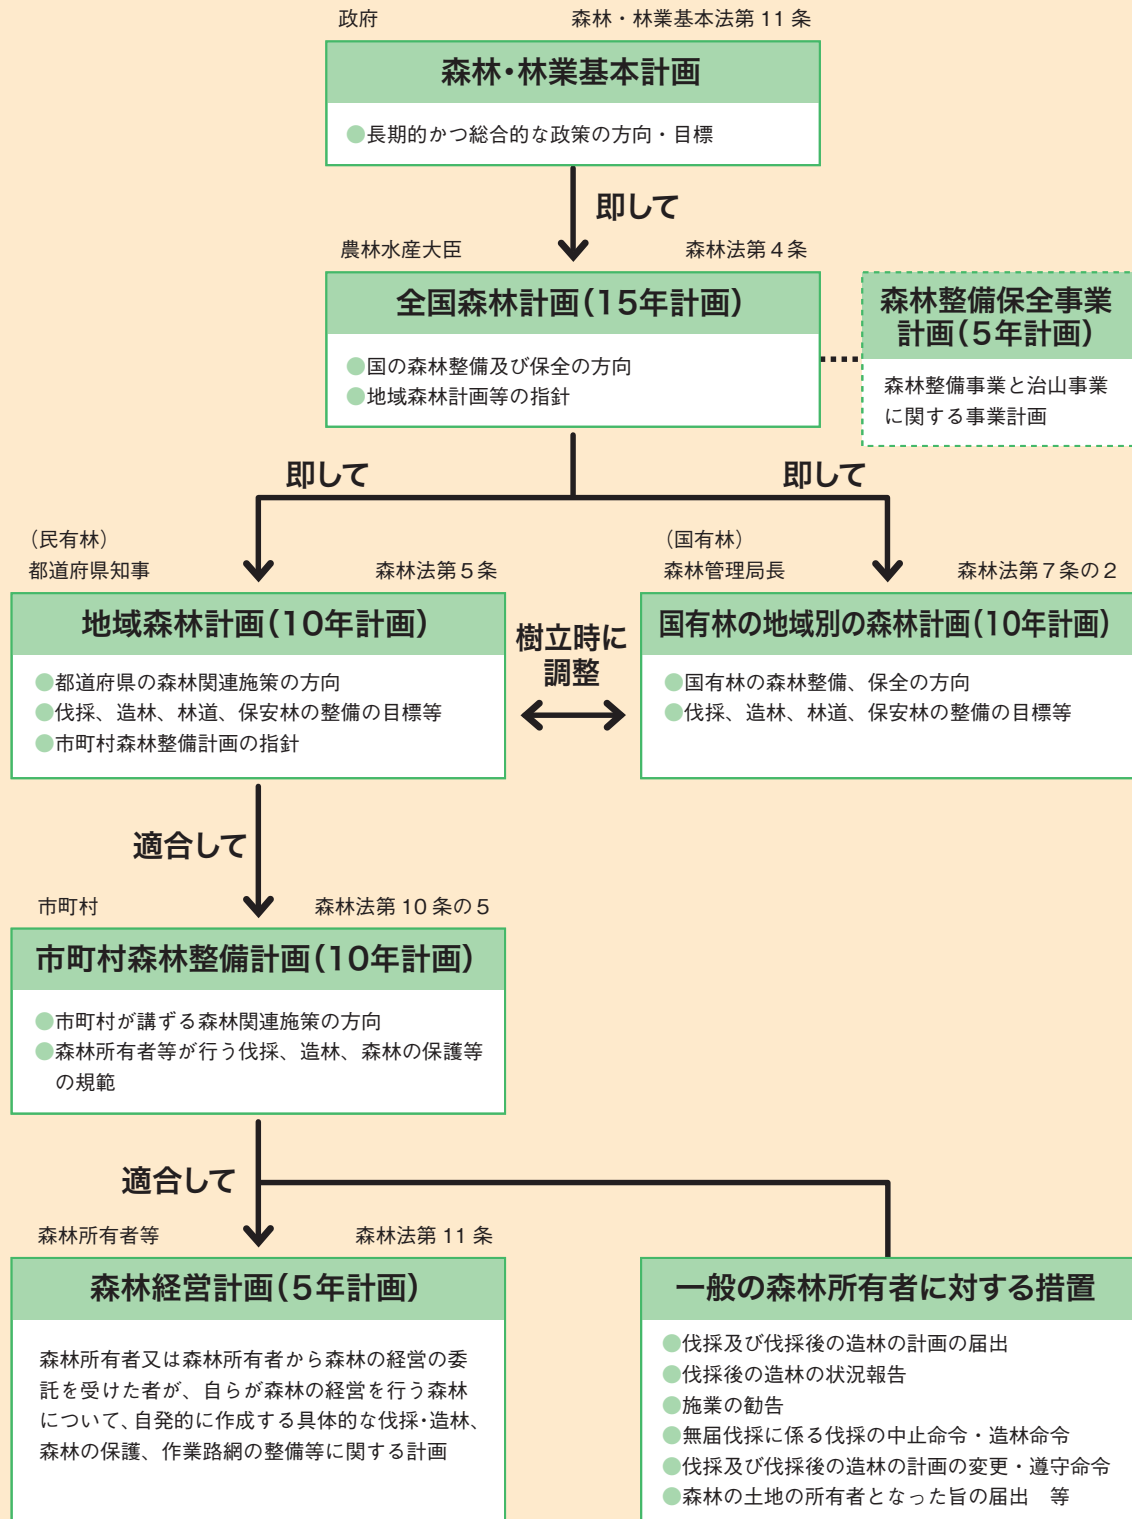 政府　森林・林業基本法第 11 条
森林・林業基本計画
●長期的かつ総合的な政策の方向・目標
即して
農林水産大臣　森林法第４条
全国森林計画（15年計画）
●国の森林整備及び保全の方向
●地域森林計画等の指針
森林整備保全事業
計画（5年計画）
森林整備事業と治山事業
に関する事業計画
即して　即して
（民有林）
都道府県知事　森林法第５条
地域森林計画（10年計画）
●都道府県の森林関連施策の方向
●伐採、造林、林道、保安林の整備の目標等
●市町村森林整備計画の指針
樹立時に
調整
（国有林）
森林管理局長　森林法第７条の２
国有林の地域別の森林計画（10年計画）
●国有林の森林整備、保全の方向
●伐採、造林、林道、保安林の整備の目標等
適合して
市町村　森林法第 10 条の５
市町村森林整備計画（10年計画）
●市町村が講ずる森林関連施策の方向
●森林所有者等が行う伐採、造林、森林の保護等
の規範
適合して
森林所有者等　森林法第 11 条
森林経営計画（5年計画）
森林所有者又は森林所有者から森林の経営の委
託を受けた者が、自らが森林の経営を行う森林
について、自発的に作成する具体的な伐採・造林、
森林の保護、作業路網の整備等に関する計画
一般の森林所有者に対する措置
●伐採及び伐採後の造林の計画の届出
●伐採後の造林の状況報告
●施業の勧告
●無届伐採に係る伐採の中止命令・造林命令
●伐採及び伐採後の造林の計画の変更・遵守命令
●森林の土地の所有者となった旨の届出　等